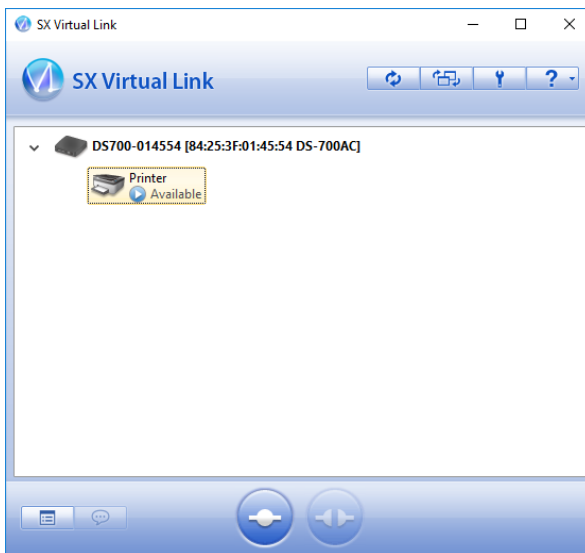 SX Virtual Link
SX Virtual Link
?
DS700-014554 [84:25:3F:01:45:54 DS-700AC]
Printer
Available